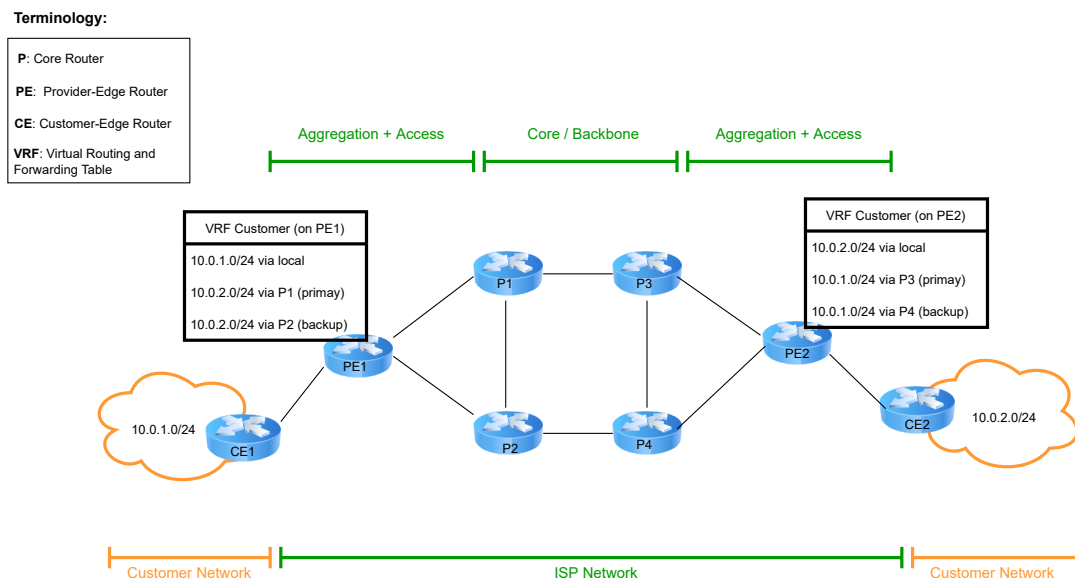 Terminology:
P: Core Router
PE:  Provider-Edge Router
CE: Customer-Edge Router
VRF: Virtual Routing and
Forwarding Table
Aggregation + Access
Core / Backbone
Aggregation + Access
VRF Customer (on PE1)
10.0.1.0/24 via local
10.0.2.0/24 via P1 (primay)
10.0.2.0/24 via P2 (backup)
VRF Customer (on PE2)
10.0.2.0/24 via local
10.0.1.0/24 via P3 (primay)
10.0.1.0/24 via P4 (backup)
P1
P3
PE1
PE2
10.0.1.0/24
CE1
P2
P4
CE2
10.0.2.0/24
Customer Network
ISP Network
Customer Network